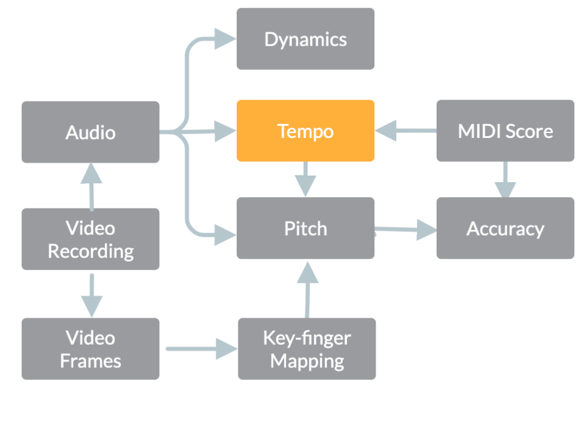 Dynamics
Audio
Tempo
MIDI Score
Video
Recording
Pitch
Accuracy
Video
Frames
Key-finger
Mapping